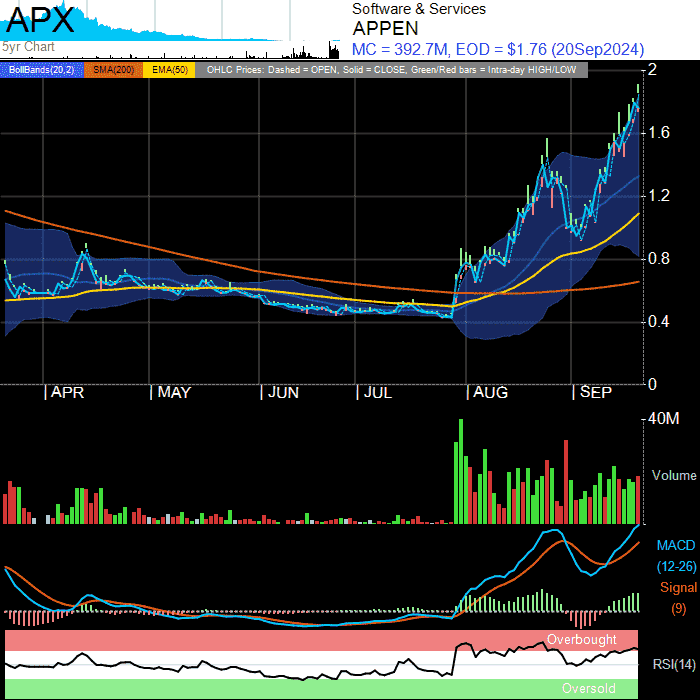 APX
5yr Chart
Software & Services
APPEN
MC = 392.7M, EOD = $1.76 (20Sep2024)
BollBands(20,2) SMA(200) EMA(50) OHLC Prices: Dashed = OPEN, Solid = CLOSE, Green/Red bars = Intra-day HIGH/LOW
2
1.6
1.2
0.8
0.4
0
| APR | MAY | JUN | JUL | AUG | SEP
40M
Volume
MACD
(12-26)
Signal
(9)
Overbought
RSI(14)
Oversold